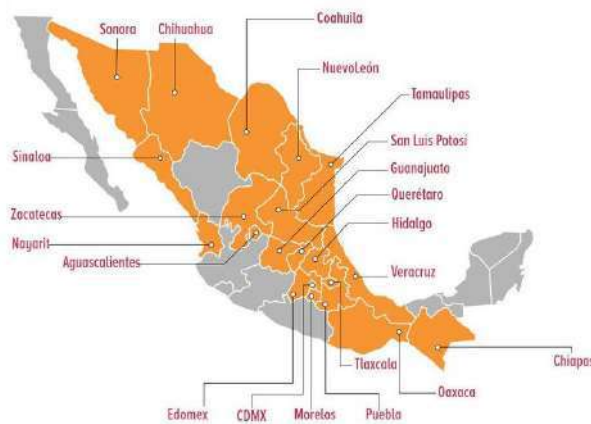 Coahuila
Sonora
Chihuahua
NuevoLeón
Tamaulipas
San Luis Potosí
Sinaloa
Guanajuato
Querétaro
Zacatecas
Hidalgo
Nayarit
Aguascalientes
Veracruz
Chiapas
Tlaxcala
Oaxaca
Edomex
CDMX
Morelos
Puebla